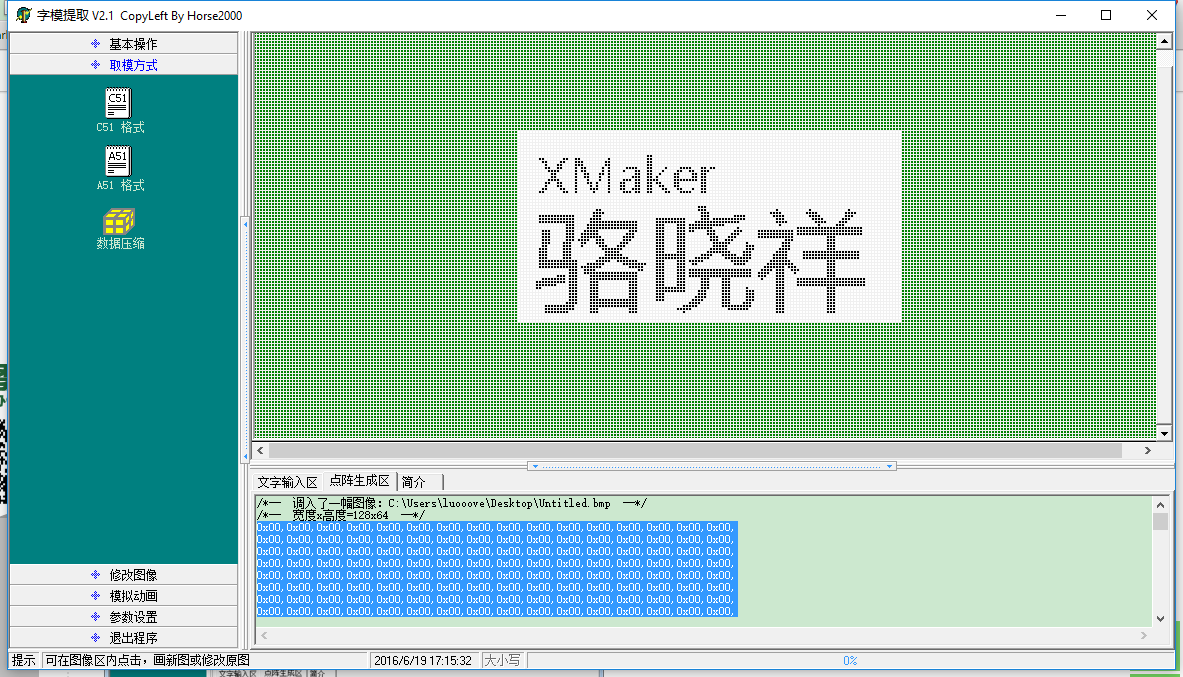 字模提取 V2.1 CopyLeft By Horse2000
基本操作
取模方式
C51
C51 格式
A51
A51 格式
数据压缩
修改图像
模拟动画
参数设置
退出程序
XMaker
骆晓祥
文字输入区 点阵生成区 简介
/*-- 调入了一幅图像：C:\Users\luooove\Desktop\Untitled.bmp --*/
/*-- 宽度x高度=128x64 --*/
0x00,0x00,0x00,0x00,0x00,0x00,0x00,0x00,0x00,0x00,0x00,0x00,0x00,0x00,0x00,0x00,
0x00,0x00,0x00,0x00,0x00,0x00,0x00,0x00,0x00,0x00,0x00,0x00,0x00,0x00,0x00,0x00,
0x00,0x00,0x00,0x00,0x00,0x00,0x00,0x00,0x00,0x00,0x00,0x00,0x00,0x00,0x00,0x00,
0x00,0x00,0x00,0x00,0x00,0x00,0x00,0x00,0x00,0x00,0x00,0x00,0x00,0x00,0x00,0x00,
0x00,0x00,0x00,0x00,0x00,0x00,0x00,0x00,0x00,0x00,0x00,0x00,0x00,0x00,0x00,0x00,
0x00,0x00,0x00,0x00,0x00,0x00,0x00,0x00,0x00,0x00,0x00,0x00,0x00,0x00,0x00,0x00,
0x00,0x00,0x00,0x00,0x00,0x00,0x00,0x00,0x00,0x00,0x00,0x00,0x00,0x00,0x00,0x00,
0x00,0x00,0x00,0x00,0x00,0x00,0x00,0x00,0x00,0x00,0x00,0x00,0x00,0x00,0x00,0x00,
提示 可在图像区内点击，画新图或修改原图 2016/6/19 17:15:32 大小写 0%